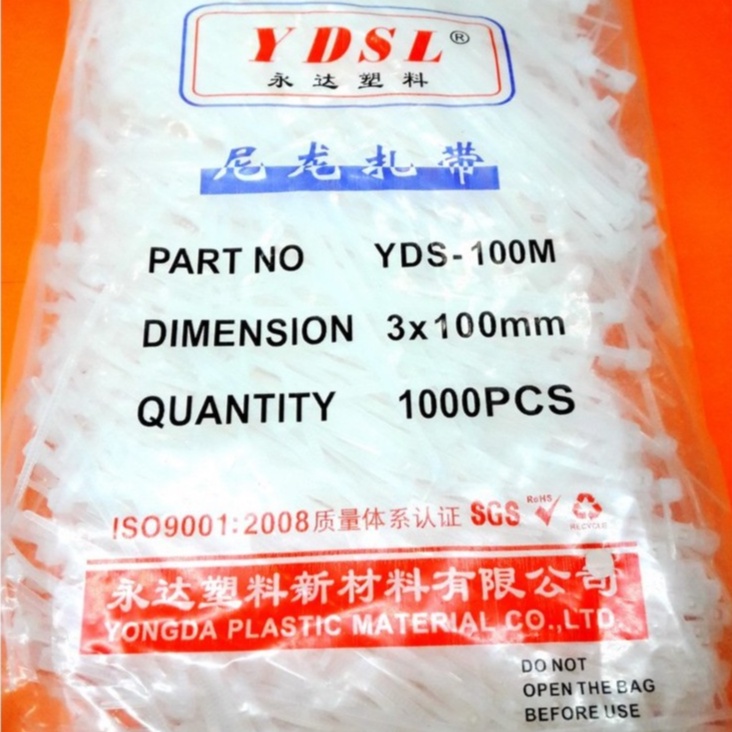 YDSL®
永达塑料
尼龙扎带
PART NO YDS-100M
DIMENSION 3x100mm
QUANTITY 1000PCS
ISO9001:2008质量体系认证 SGS RoHS RECYCLED
永达塑料新材料有限公司
YONGDA PLASTIC MATERIAL CO.,LTD.
DO NOT
OPEN THE BAG
BEFORE USE